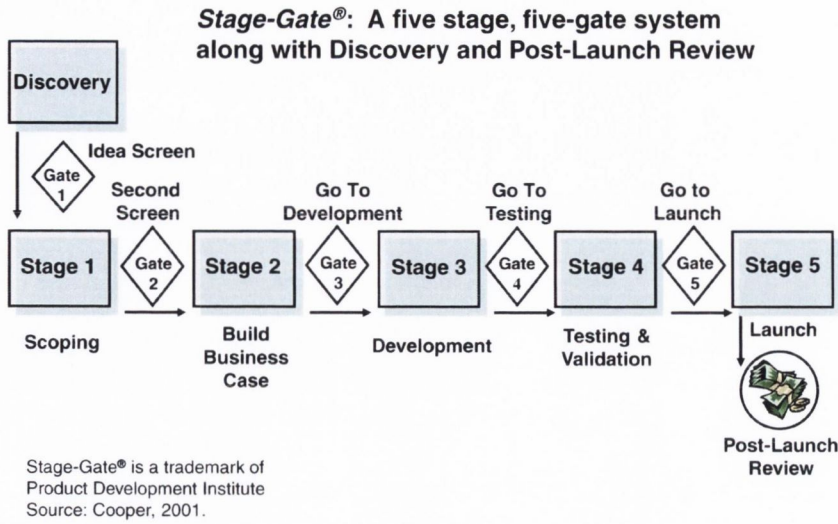 Stage-Gate®: A five stage, five-gate system
along with Discovery and Post-Launch Review
Discovery
Idea Screen
Gate
1
Second
Screen
Go To
Development
Go To
Testing
Go to
Launch
Stage 1
Gate
2
Stage 2
Gate
3
Stage 3
Gate
4
Stage 4
Gate
5
Stage 5
Scoping
Build
Business
Case
Development
Testing &
Validation
Launch
Post-Launch
Review
Stage-Gate® is a trademark of
Product Development Institute
Source: Cooper, 2001.